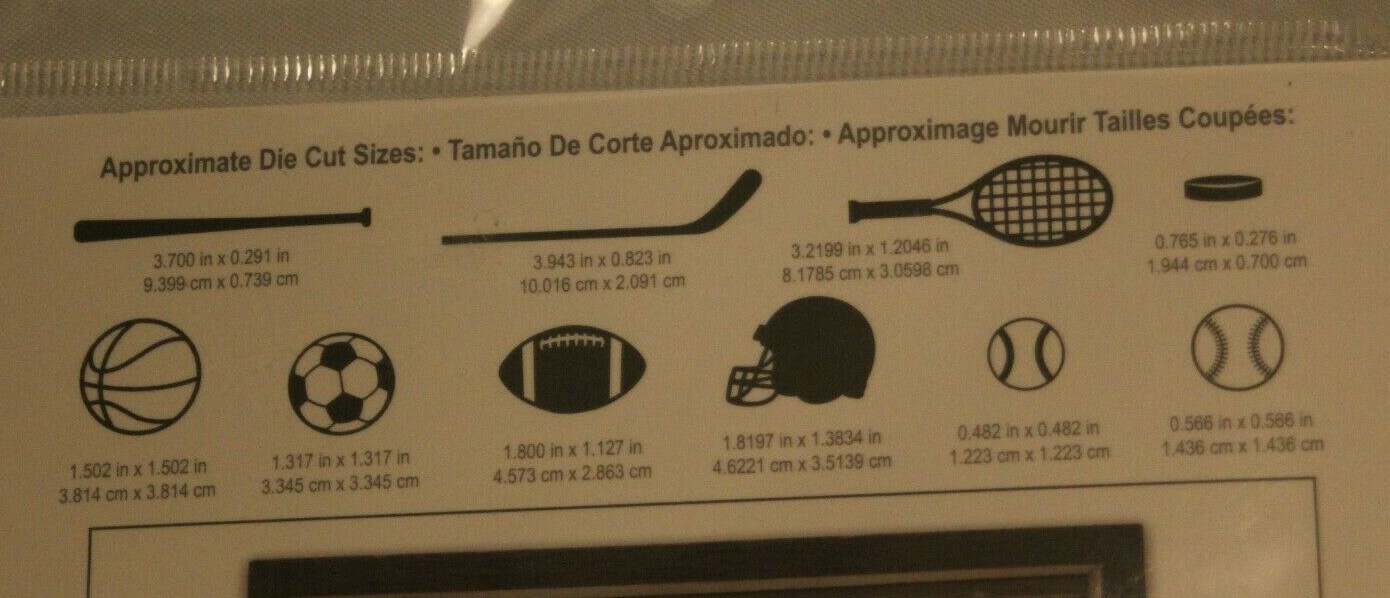 Approximate Die Cut Sizes: • Tamaño De Corte Aproximado: • Approximage Mourir Tailles Coupées:
3.700 in x 0.291 in
9.399 cm x 0.739 cm
3.943 in x 0.823 in
10.016 cm x 2.091 cm
3.2199 in x 1.2046 in
8.1785 cm x 3.0598 cm
0.765 in x 0.276 in
1.944 cm x 0.700 cm
1.502 in x 1.502 in
3.814 cm x 3.814 cm
1.317 in x 1.317 in
3.345 cm x 3.345 cm
1.800 in x 1.127 in
4.573 cm x 2.863 cm
1.8197 in x 1.3834 in
4.6221 cm x 3.5139 cm
0.482 in x 0.482 in
1.223 cm x 1.223 cm
0.566 in x 0.566 in
1.436 cm x 1.436 cm